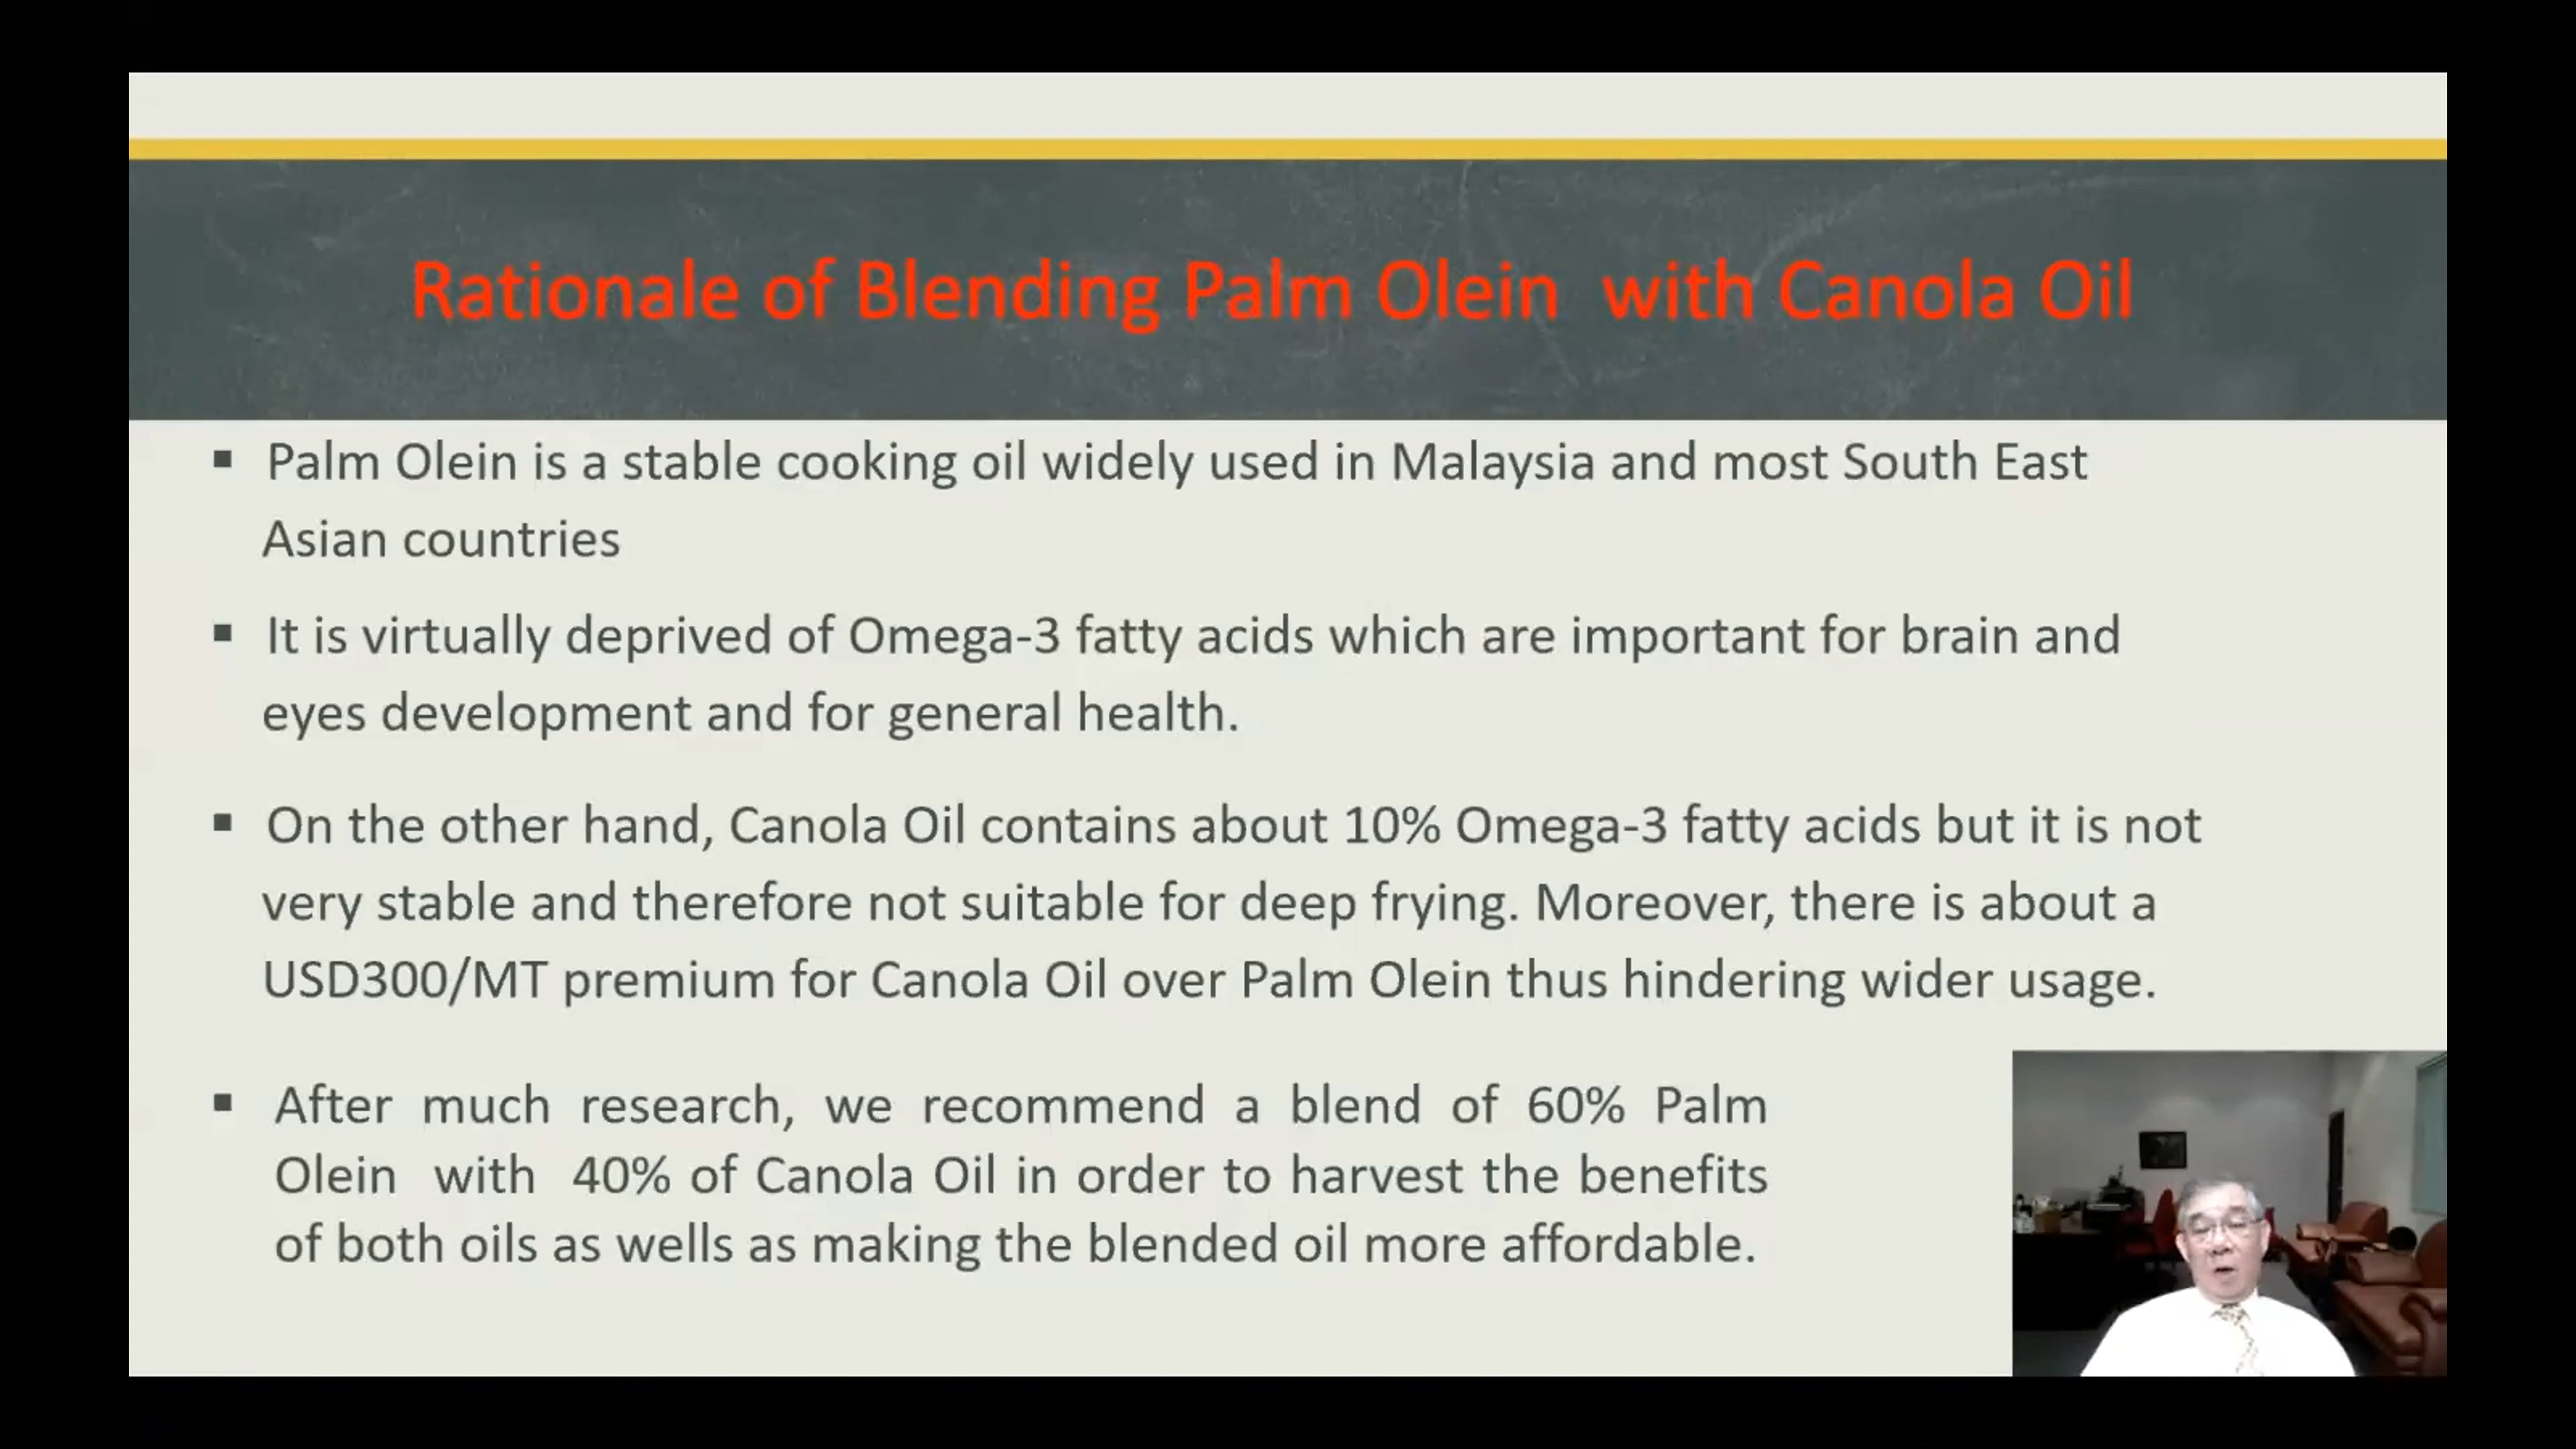 Rationale of Blending Palm Olein with Canola Oil
▪ Palm Olein is a stable cooking oil widely used in Malaysia and most South East
Asian countries
▪ It is virtually deprived of Omega-3 fatty acids which are important for brain and
eyes development and for general health.
▪ On the other hand, Canola Oil contains about 10% Omega-3 fatty acids but it is not
very stable and therefore not suitable for deep frying. Moreover, there is about a
USD300/MT premium for Canola Oil over Palm Olein thus hindering wider usage.
▪ After much research, we recommend a blend of 60% Palm
Olein with 40% of Canola Oil in order to harvest the benefits
of both oils as wells as making the blended oil more affordable.